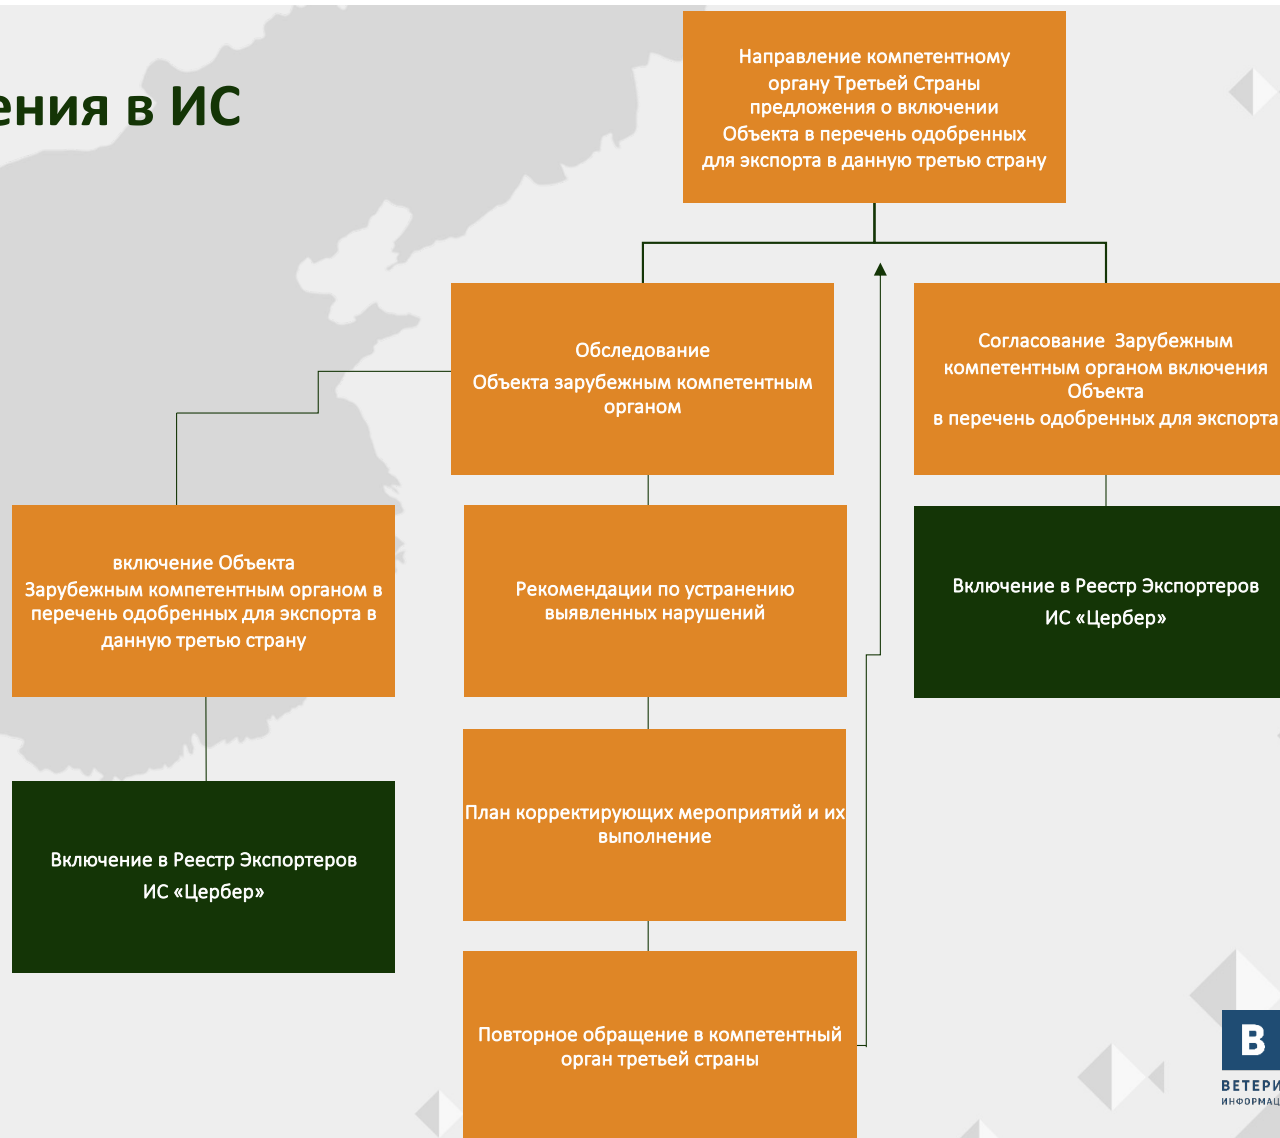 ения в ИС
Направление компетентному
органу Третьей Страны
предложения о включении
Объекта в перечень одобренных
для экспорта в данную третью страну
Обследование
Объекта зарубежным компетентным
органом
Согласование Зарубежным
компетентным органом включения
Объекта
в перечень одобренных для экспорта
включение Объекта
Зарубежным компетентным органом в
перечень одобренных для экспорта в
данную третью страну
Рекомендации по устранению
выявленных нарушений
Включение в Реестр Экспортеров
ИС «Цербер»
План корректирующих мероприятий и их
выполнение
Включение в Реестр Экспортеров
ИС «Цербер»
Повторное обращение в компетентный
орган третьей страны
В
ВЕТЕРИ
ИНФОРМАЦ